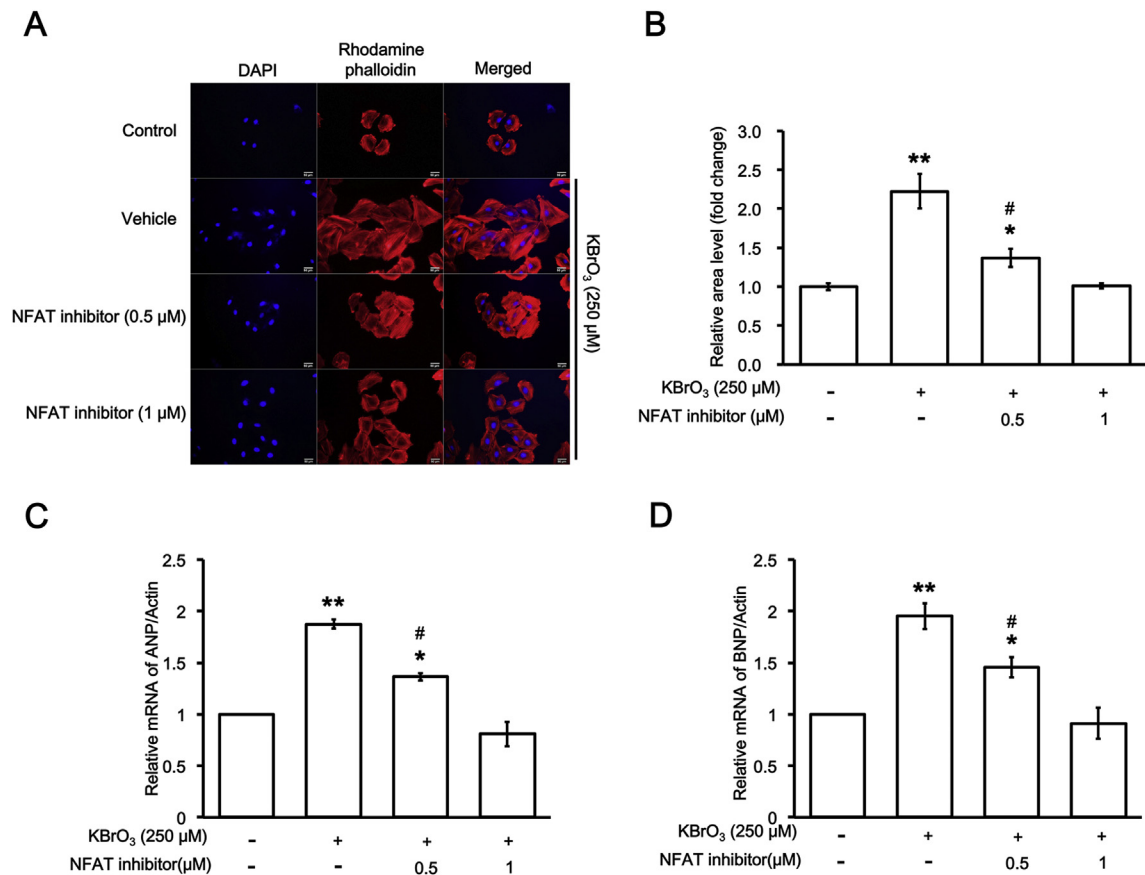 A
DAPI
Rhodamine
phalloidin
Merged
Control
Vehicle
NFAT inhibitor (0.5 μM)
NFAT inhibitor (1 μM)
KBrO₃ (250 μM)
B
Relative area level (fold change)
3.0
2.5
2.0
1.5
1.0
0.5
0.0
**
#
*
KBrO₃ (250 μM) - + + +
NFAT inhibitor (μM) - - 0.5 1
C
Relative mRNA of ANP/Actin
2.5
2
1.5
1
0.5
0
**
#
*
KBrO₃ (250 μM) - + + +
NFAT inhibitor(μM) - - 0.5 1
D
Relative mRNA of BNP/Actin
2.5
2
1.5
1
0.5
0
**
#
*
KBrO₃ (250 μM) - + + +
NFAT inhibitor(μM) - - 0.5 1